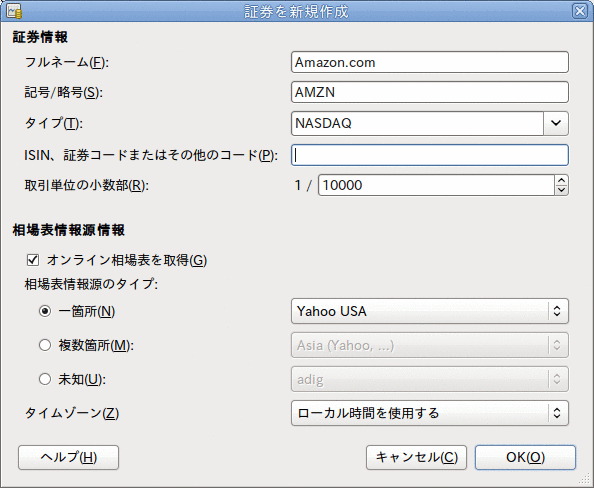 証券を新規作成
証券情報
フルネーム(F): Amazon.com
記号/略号(S): AMZN
タイプ(T): NASDAQ
ISIN、証券コードまたはその他のコード(P):
取引単位の小数部(R): 1 / 10000
相場表情報源情報
オンライン相場表を取得(G)
相場表情報源のタイプ:
一箇所(N) Yahoo USA
複数箇所(M): Asia (Yahoo, ...)
未知(U): adig
タイムゾーン(Z) ローカル時間を使用する
ヘルプ(H) キャンセル(C) OK(O)